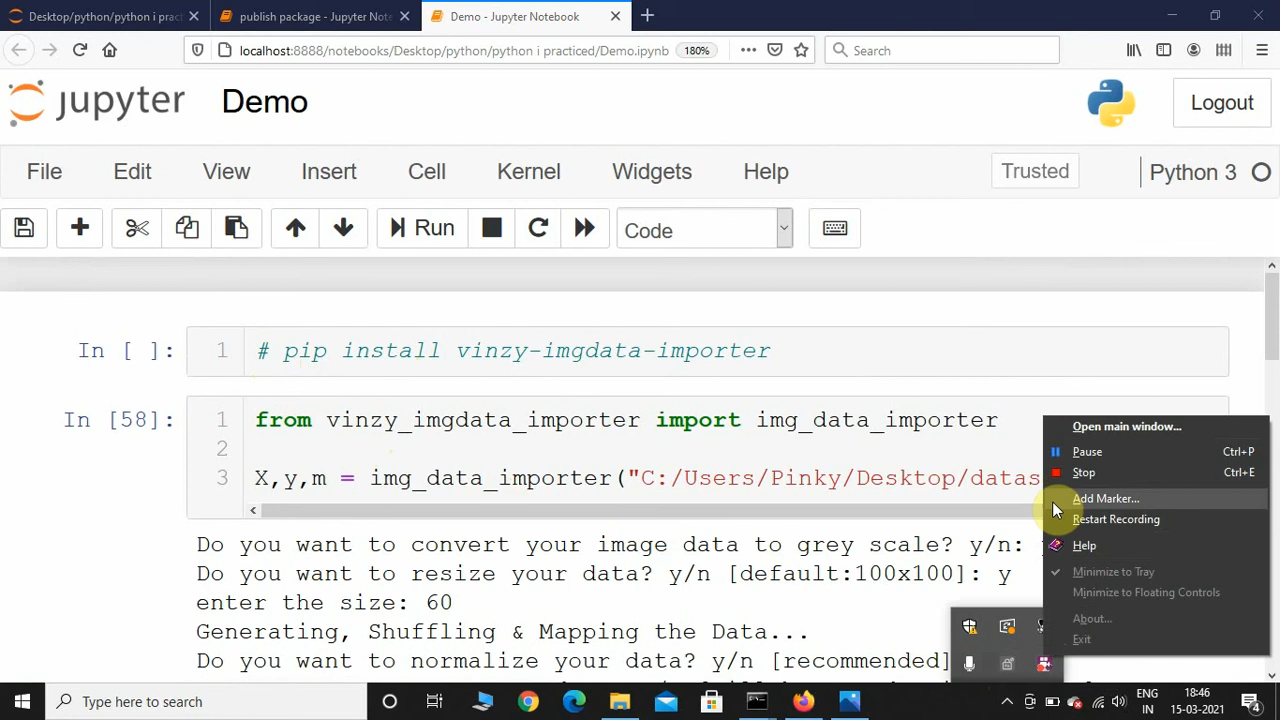 Desktop/python/python i pract
publish package - Jupyter Note
Demo - Jupyter Notebook
localhost:8888/notebooks/Desktop/python/python i practiced/Demo.ipynb
180%
Search
jupyter
Demo
Logout
File
Edit
View
Insert
Cell
Kernel
Widgets
Help
Trusted
Python 3
Run
Code
In [ ]:
1
# pip install vinzy-imgdata-importer
In [58]:
1
from vinzy_imgdata_importer import img_data_importer
2
3
X,y,m = img_data_importer("C:/Users/Pinky/Desktop/datas
Do you want to convert your image data to grey scale? y/n:
Do you want to resize your data? y/n [default:100x100]: y
enter the size: 60
Generating, Shuffling & Mapping the Data...
Do you want to normalize your data? y/n [recommended]
Open main window...
Pause Ctrl+P
Stop Ctrl+E
Add Marker...
Restart Recording
Help
Minimize to Tray
Minimize to Floating Controls
About...
Exit
Type here to search
ENG
IN
18:46
15-03-2021
4